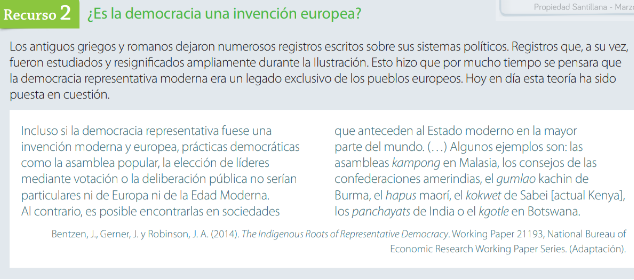 Propiedad Santillana - Marzo
Recurso 2 ¿Es la democracia una invención europea?
Los antiguos griegos y romanos dejaron numerosos registros escritos sobre sus sistemas políticos. Registros que, a su vez,
fueron estudiados y resignificados ampliamente durante la Ilustración. Esto hizo que por mucho tiempo se pensara que
la democracia representativa moderna era un legado exclusivo de los pueblos europeos. Hoy en día esta teoría ha sido
puesta en cuestión.
Incluso si la democracia representativa fuese una
invención moderna y europea, prácticas democráticas
como la asamblea popular, la elección de líderes
mediante votación o la deliberación pública no serían
particulares ni de Europa ni de la Edad Moderna.
Al contrario, es posible encontrarlas en sociedades
que anteceden al Estado moderno en la mayor
parte del mundo. (…) Algunos ejemplos son: las
asambleas kampong en Malasia, los consejos de las
confederaciones amerindias, el gumlao kachin de
Burma, el hapus maorí, el kokwet de Sabei [actual Kenya],
los panchayats de India o el kgotle en Botswana.
Bentzen, J., Gerner, J. y Robinson, J. A. (2014). The Indigenous Roots of Representative Democracy. Working Paper 21193, National Bureau of
Economic Research Working Paper Series. (Adaptación).